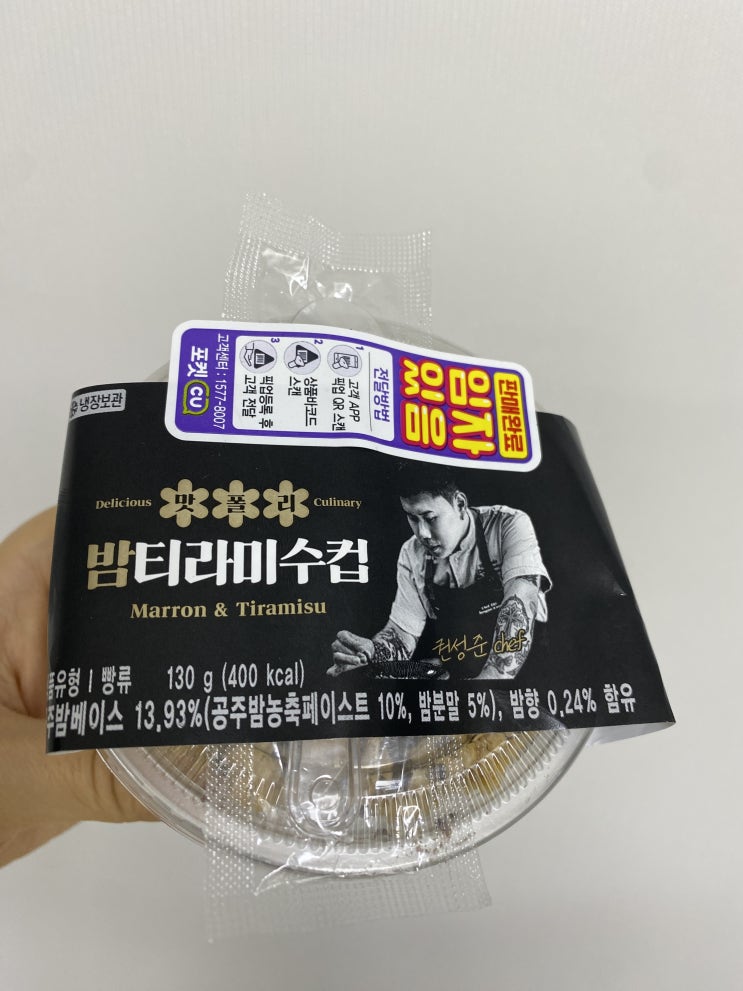 판매완료
임자
있음
전달방법
1
고객 APP
픽업 QR 스캔
2
상품바코드
스캔
3
픽업등록 후
고객 전달
고객센터 : 1577-8007
포켓CU
냉장보관
Delicious 맛폴리 Culinary
밤티라미수컵
Marron & Tiramisu
권성준 chef
유형 | 빵류 130 g (400 kcal)
주밤베이스 13.93%(공주밤농축페이스트 10%, 밤분말 5%), 밤향 0.24% 함유